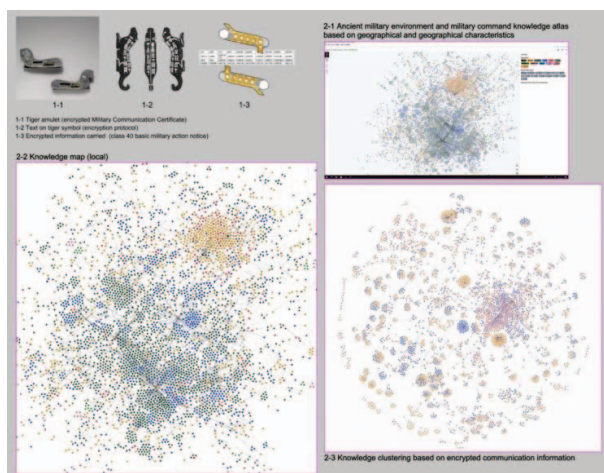 1-1
1-2
1-3
1-1 Tiger amulet (encrypted Military Communication Certificate)
1-2 Text on tiger symbol (encryption protocol)
1-3 Encrypted information carried (class 40 basic military action notice)
2-1 Ancient military environment and military command knowledge atlas
based on geographical and geographical characteristics
2-2 Knowledge map (local)
2-3 Knowledge clustering based on encrypted communication information